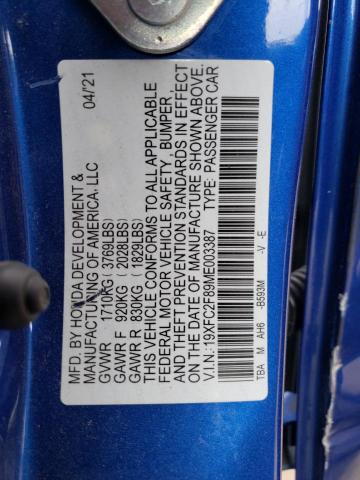 MFD. BY HONDA DEVELOPMENT & 04/21
MANUFACTURING OF AMERICA, LLC
GVWR 1710KG (3769LBS)
GAWR F 920KG (2028LBS)
GAWR R 830KG (1829LBS)
THIS VEHICLE CONFORMS TO ALL APPLICABLE
FEDERAL MOTOR VEHICLE SAFETY, BUMPER
AND THEFT PREVENTION STANDARDS IN EFFECT
ON THE DATE OF MANUFACTURE SHOWN ABOVE.
V.I.N.:19XFC2F89ME003387 TYPE: PASSENGER CAR
TBA M AH6 -B593M -V -E